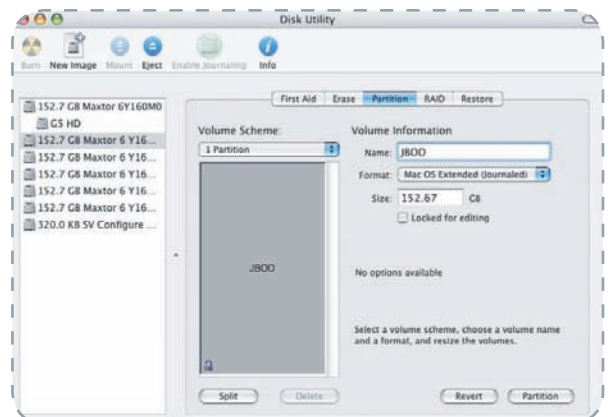 Disk Utility
Burn New Image Mount Eject Enable Journaling Info
First Aid Erase Partition RAID Restore
152.7 GB Maxtor 6Y160M0
G5 HD
152.7 GB Maxtor 6 Y16...
152.7 GB Maxtor 6 Y16...
152.7 GB Maxtor 6 Y16...
152.7 GB Maxtor 6 Y16...
152.7 GB Maxtor 6 Y16...
320.0 KB SV Configure ...
Volume Scheme:
1 Partition
JBOD
Split Delete
Volume Information
Name: JBOD
Format: Mac OS Extended (Journaled)
Size: 152.67 GB
Locked for editing
No options available
Select a volume scheme, choose a volume name
and a format, and resize the volumes.
Revert Partition